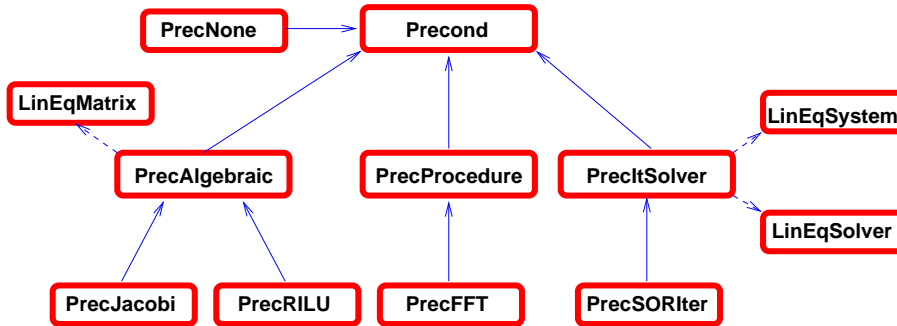 PrecNone
Precond
LinEqMatrix
LinEqSystem
PrecAlgebraic
PrecProcedure
PrecItSolver
LinEqSolver
PrecJacobi
PrecRILU
PrecFFT
PrecSORIter